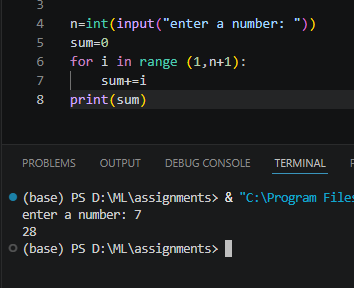 3
4 n=int(input("enter a number: "))
5 sum=0
6 for i in range (1,n+1):
7     sum+=i
8 print(sum)
PROBLEMS OUTPUT DEBUG CONSOLE TERMINAL
(base) PS D:\ML\assignments> & "C:\Program Files
enter a number: 7
28
(base) PS D:\ML\assignments>